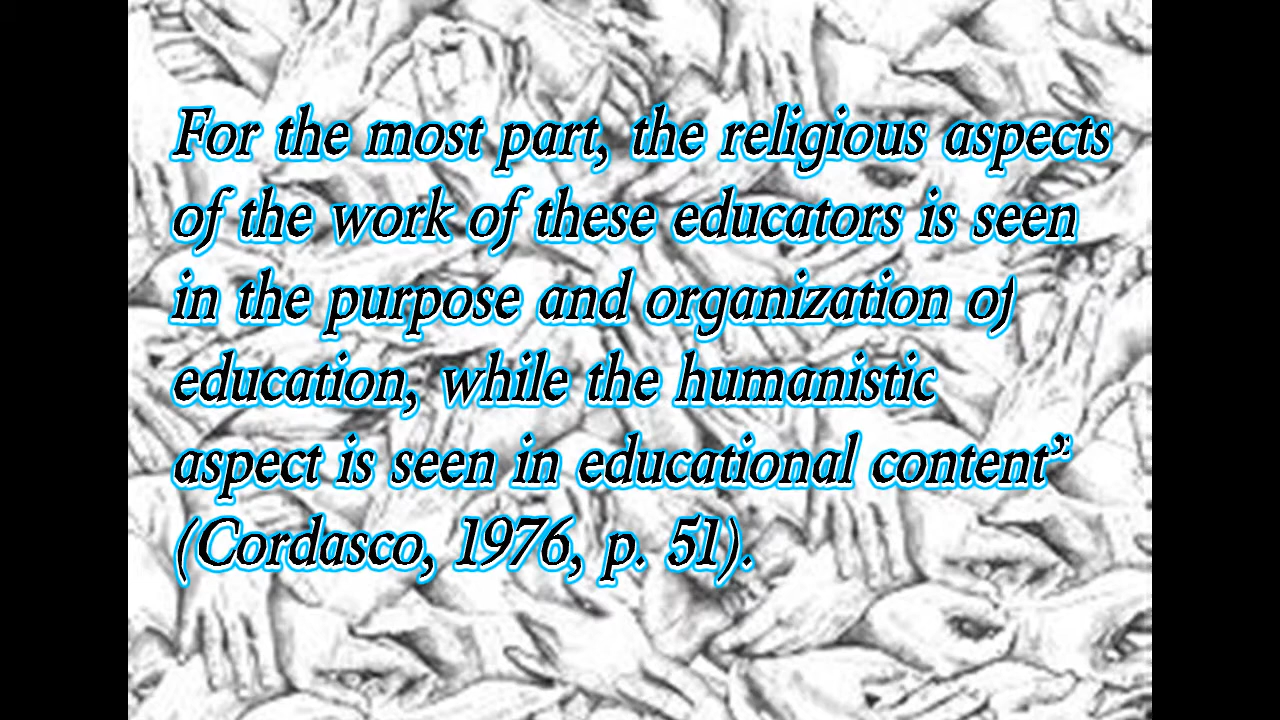 For the most part, the religious aspects
of the work of these educators is seen
in the purpose and organization of
education, while the humanistic
aspect is seen in educational content”
(Cordasco, 1976, p. 51).